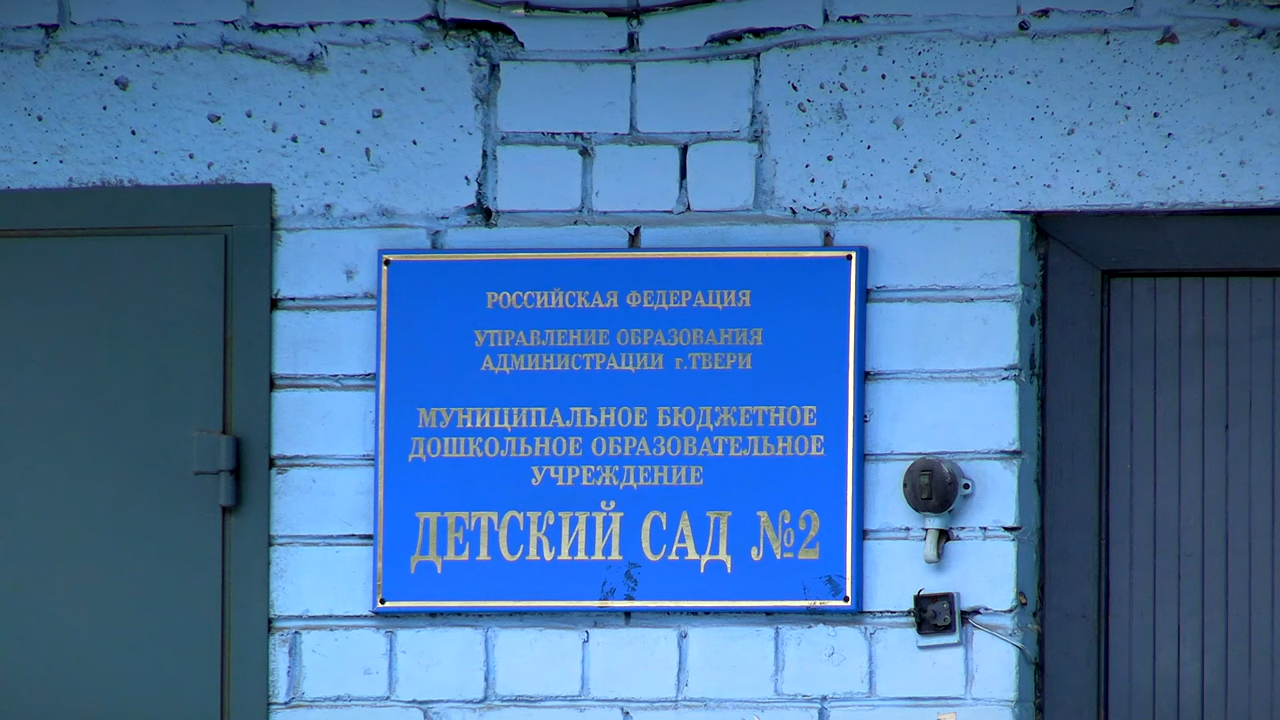 РОССИЙСКАЯ ФЕДЕРАЦИЯ
УПРАВЛЕНИЕ ОБРАЗОВАНИЯ
АДМИНИСТРАЦИИ г.ТВЕРИ
МУНИЦИПАЛЬНОЕ БЮДЖЕТНОЕ
ДОШКОЛЬНОЕ ОБРАЗОВАТЕЛЬНОЕ
УЧРЕЖДЕНИЕ
ДЕТСКИЙ САД №2